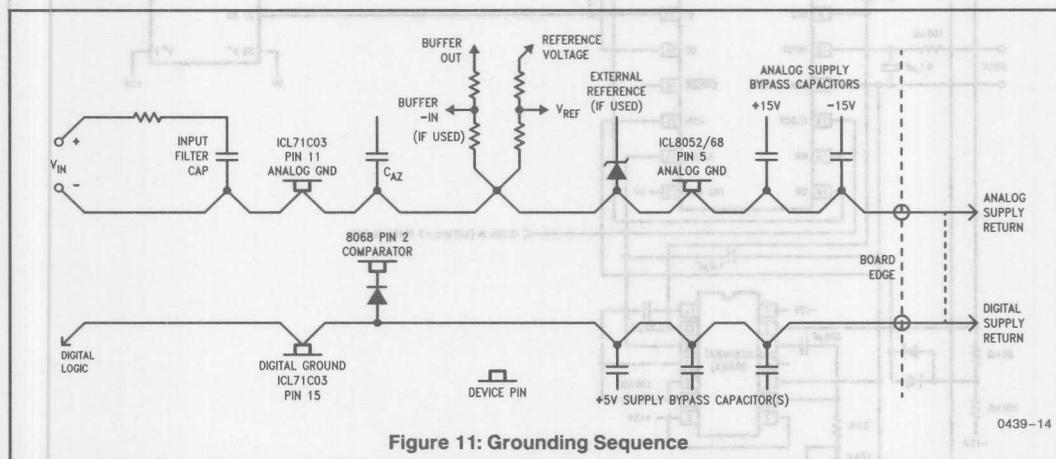 BUFFER
OUT
REFERENCE
VOLTAGE
BUFFER
-IN
(IF USED)
VREF
EXTERNAL
REFERENCE
(IF USED)
ANALOG SUPPLY
BYPASS CAPACITORS
+15V
-15V
+
VIN
-
INPUT
FILTER
CAP
ICL71C03
PIN 11
ANALOG GND
CAZ
ICL8052/68
PIN 5
ANALOG GND
ANALOG
SUPPLY
RETURN
8068 PIN 2
COMPARATOR
BOARD
EDGE
DIGITAL
SUPPLY
RETURN
DIGITAL
LOGIC
DIGITAL GROUND
ICL71C03
PIN 15
DEVICE PIN
+5V SUPPLY BYPASS CAPACITOR(S)
0439-14
Figure 11: Grounding Sequence